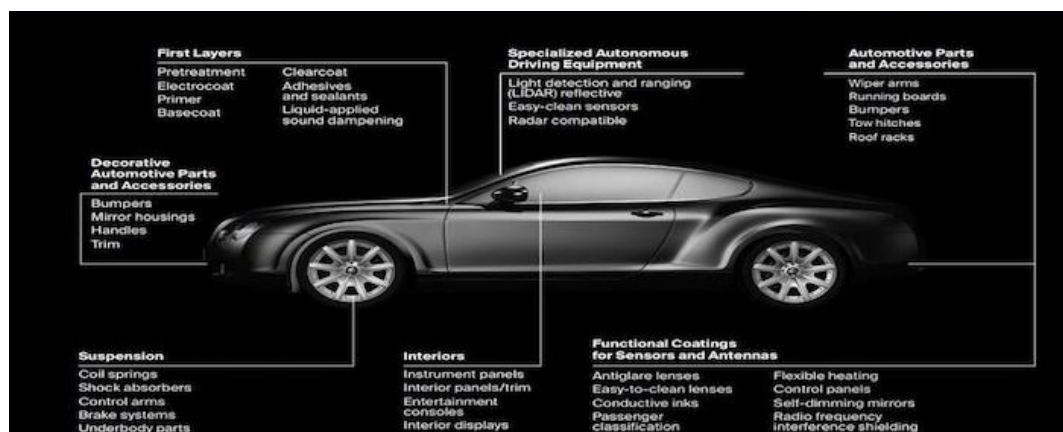 First Layers
Pretreatment
Electrocoat
Primer
Basecoat
Clearcoat
Adhesives
and sealants
Liquid-applied
sound dampening
Specialized Autonomous
Driving Equipment
Light detection and ranging
(LIDAR) reflective
Easy-clean sensors
Radar compatible
Automotive Parts
and Accessories
Wiper arms
Running boards
Bumpers
Tow hitches
Roof racks
Decorative
Automotive Parts
and Accessories
Bumpers
Mirror housings
Handles
Trim
Suspension
Coil springs
Shock absorbers
Control arms
Brake systems
Underbody parts
Interiors
Instrument panels
Interior panels/trim
Entertainment
consoles
Interior displays
Functional Coatings
for Sensors and Antennas
Antiglare lenses
Easy-to-clean lenses
Conductive inks
Passenger
classification
Flexible heating
Control panels
Self-dimming mirrors
Radio frequency
interference shielding